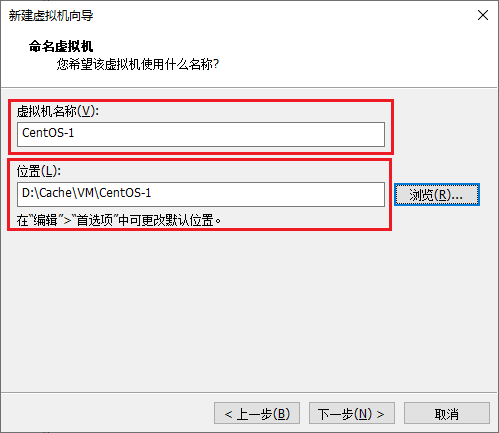 新建虚拟机向导
命名虚拟机
您希望该虚拟机使用什么名称?
虚拟机名称(V):
CentOS-1
位置(L):
D:\Cache\VM\CentOS-1
浏览(R)...
在“编辑”>“首选项”中可更改默认位置。
< 上一步(B)
下一步(N) >
取消